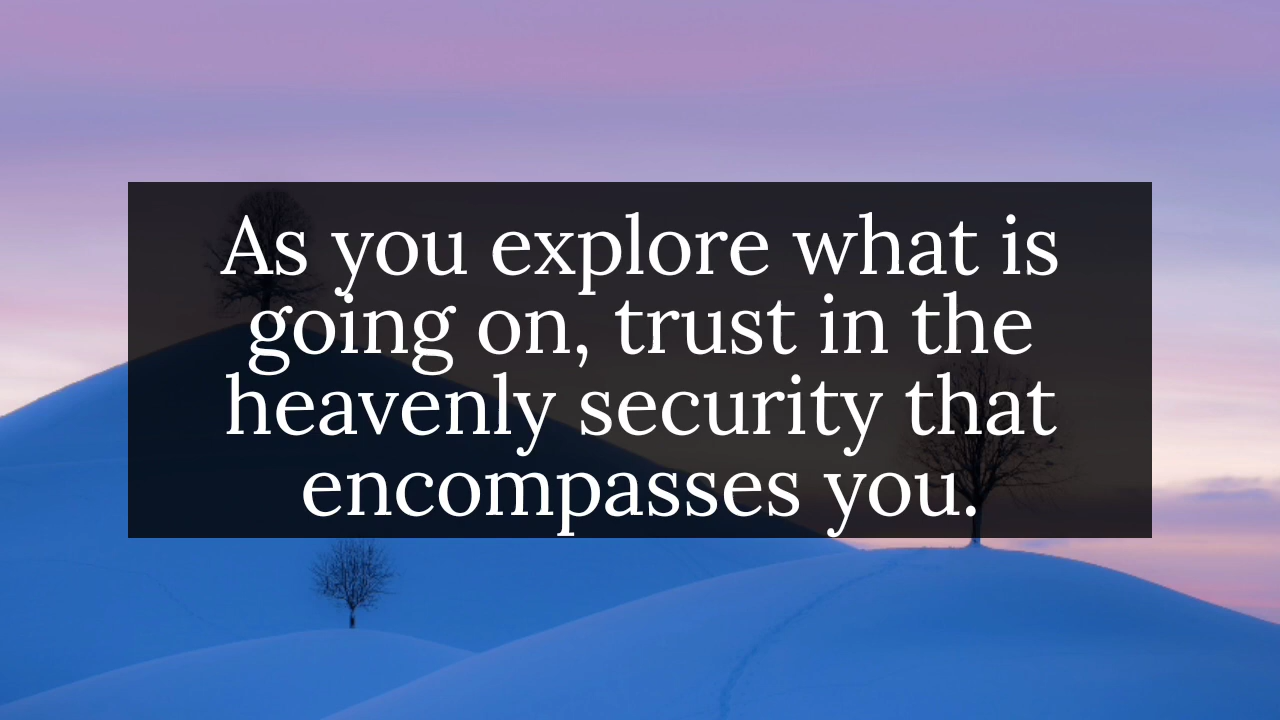 As you explore what is
going on, trust in the
heavenly security that
encompasses you.